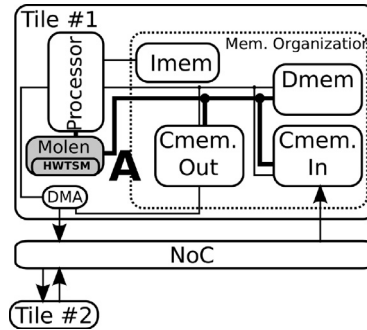 Tile #1
Processor
Imem
Mem. Organization
Dmem
Molen
HWTSM
A
Cmem.
Out
Cmem.
In
DMA
NoC
Tile #2